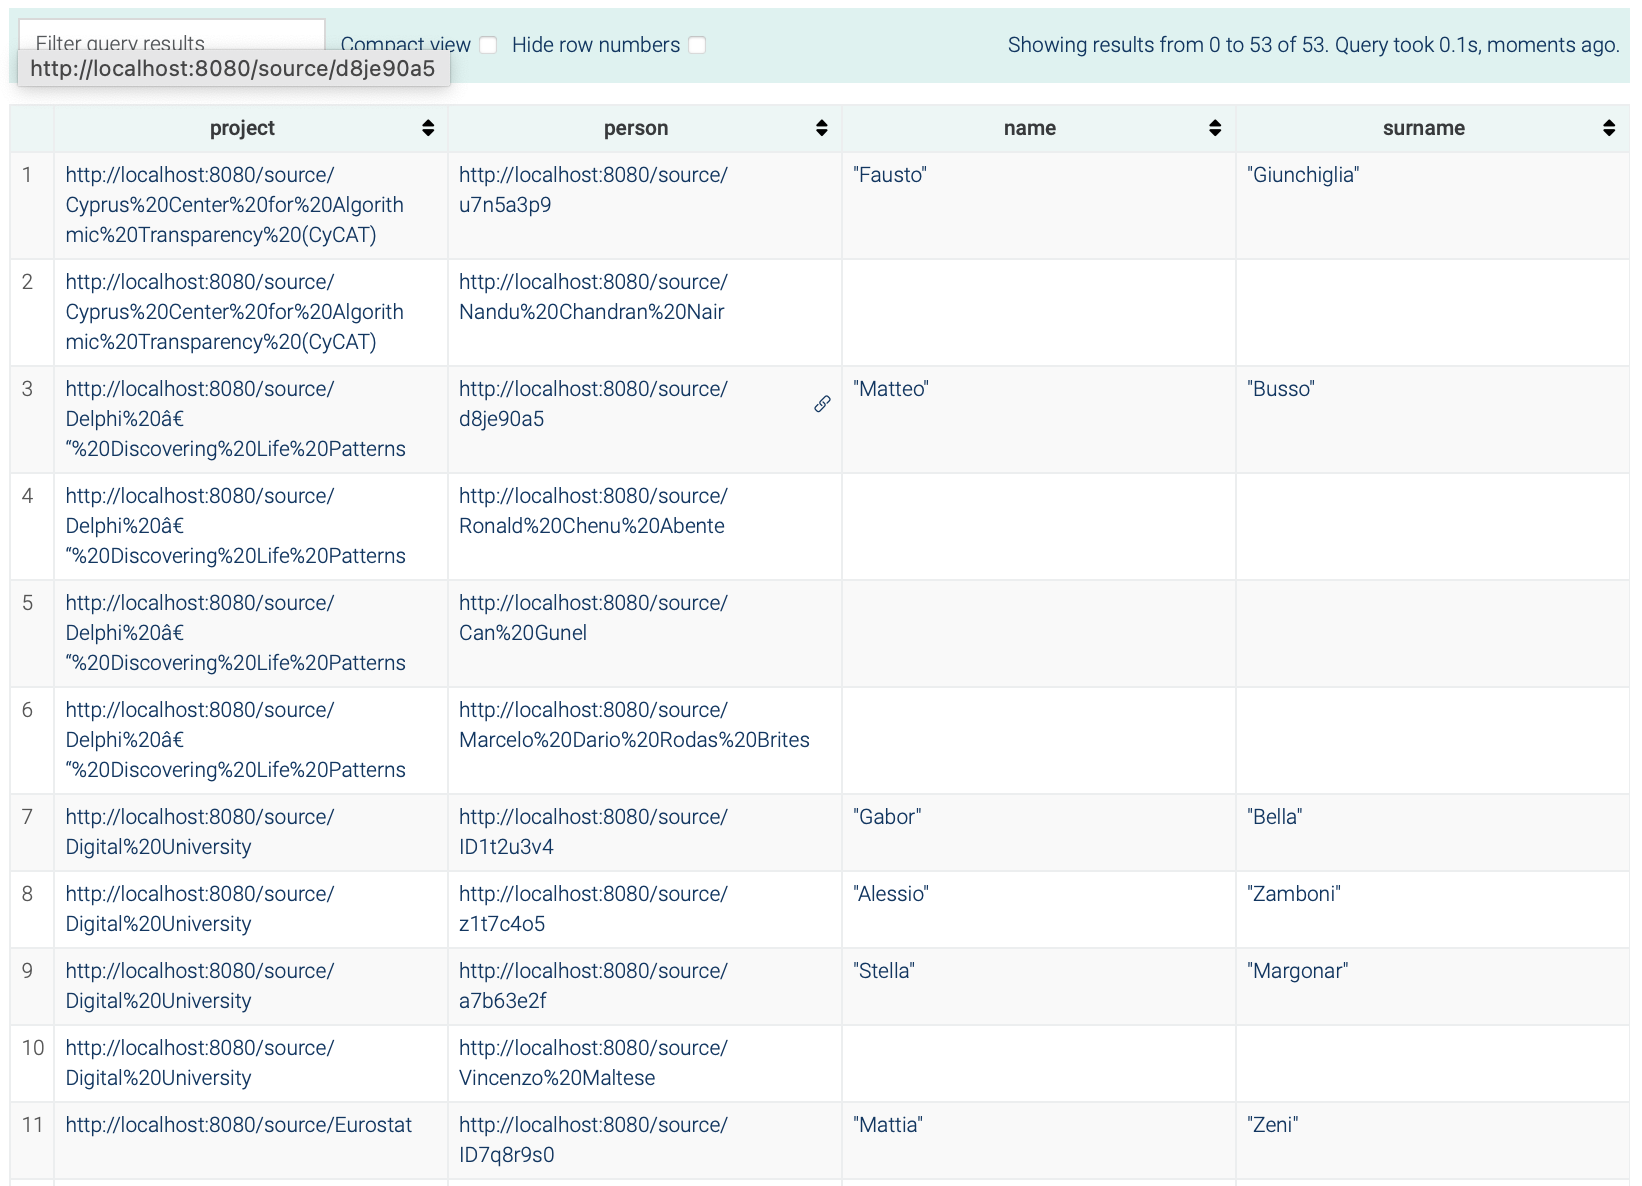 Filter query results
Compact view
Hide row numbers
Showing results from 0 to 53 of 53. Query took 0.1s, moments ago.
http://localhost:8080/source/d8je90a5
project person name surname
1 http://localhost:8080/source/ http://localhost:8080/source/ "Fausto" "Giunchiglia"
Cyprus%20Center%20for%20Algorith u7n5a3p9
mic%20Transparency%20(CyCAT)
2 http://localhost:8080/source/ http://localhost:8080/source/
Cyprus%20Center%20for%20Algorith Nandu%20Chandran%20Nair
mic%20Transparency%20(CyCAT)
3 http://localhost:8080/source/ http://localhost:8080/source/ "Matteo" "Busso"
Delphi%20â€ d8je90a5
“%20Discovering%20Life%20Patterns
4 http://localhost:8080/source/ http://localhost:8080/source/
Delphi%20â€ Ronald%20Chenu%20Abente
“%20Discovering%20Life%20Patterns
5 http://localhost:8080/source/ http://localhost:8080/source/
Delphi%20â€ Can%20Gunel
“%20Discovering%20Life%20Patterns
6 http://localhost:8080/source/ http://localhost:8080/source/
Delphi%20â€ Marcelo%20Dario%20Rodas%20Brites
“%20Discovering%20Life%20Patterns
7 http://localhost:8080/source/ http://localhost:8080/source/ "Gabor" "Bella"
Digital%20University ID1t2u3v4
8 http://localhost:8080/source/ http://localhost:8080/source/ "Alessio" "Zamboni"
Digital%20University z1t7c4o5
9 http://localhost:8080/source/ http://localhost:8080/source/ "Stella" "Margonar"
Digital%20University a7b63e2f
10 http://localhost:8080/source/ http://localhost:8080/source/
Digital%20University Vincenzo%20Maltese
11 http://localhost:8080/source/Eurostat http://localhost:8080/source/ "Mattia" "Zeni"
ID7q8r9s0